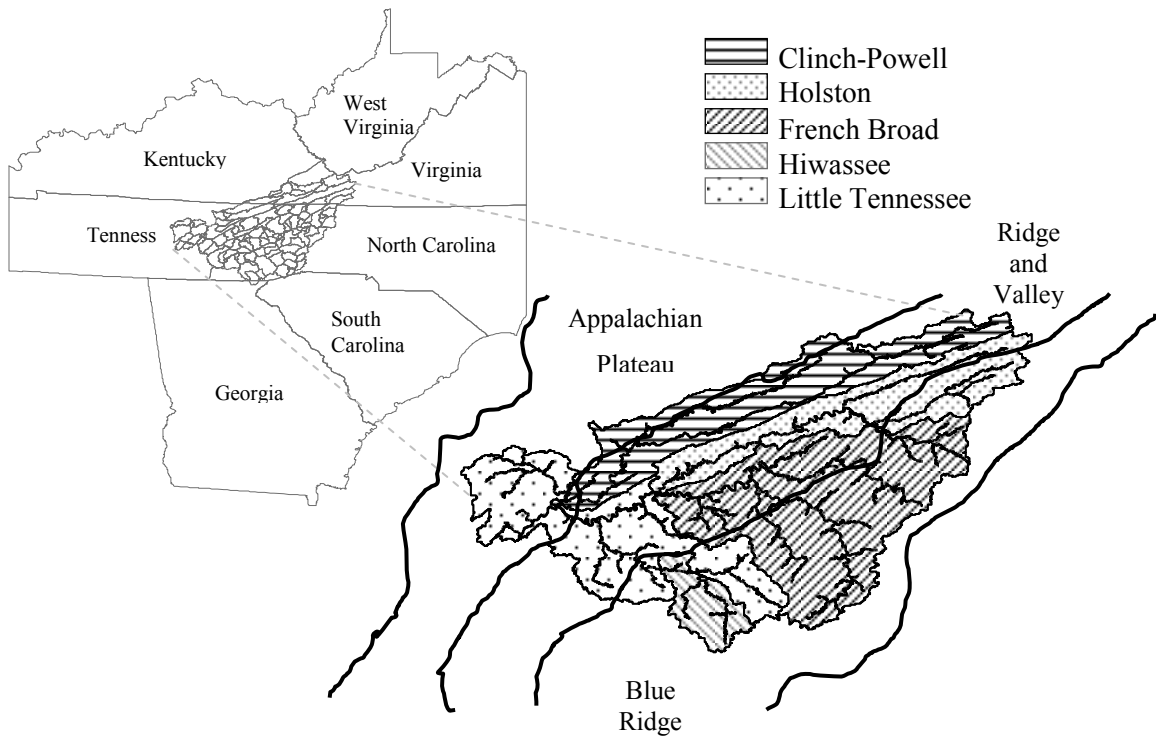 West
Virginia
Kentucky
Virginia
Tenness
North Carolina
South
Carolina
Georgia
Clinch-Powell
Holston
French Broad
Hiwassee
Little Tennessee
Ridge
and
Valley
Appalachian
Plateau
Blue
Ridge